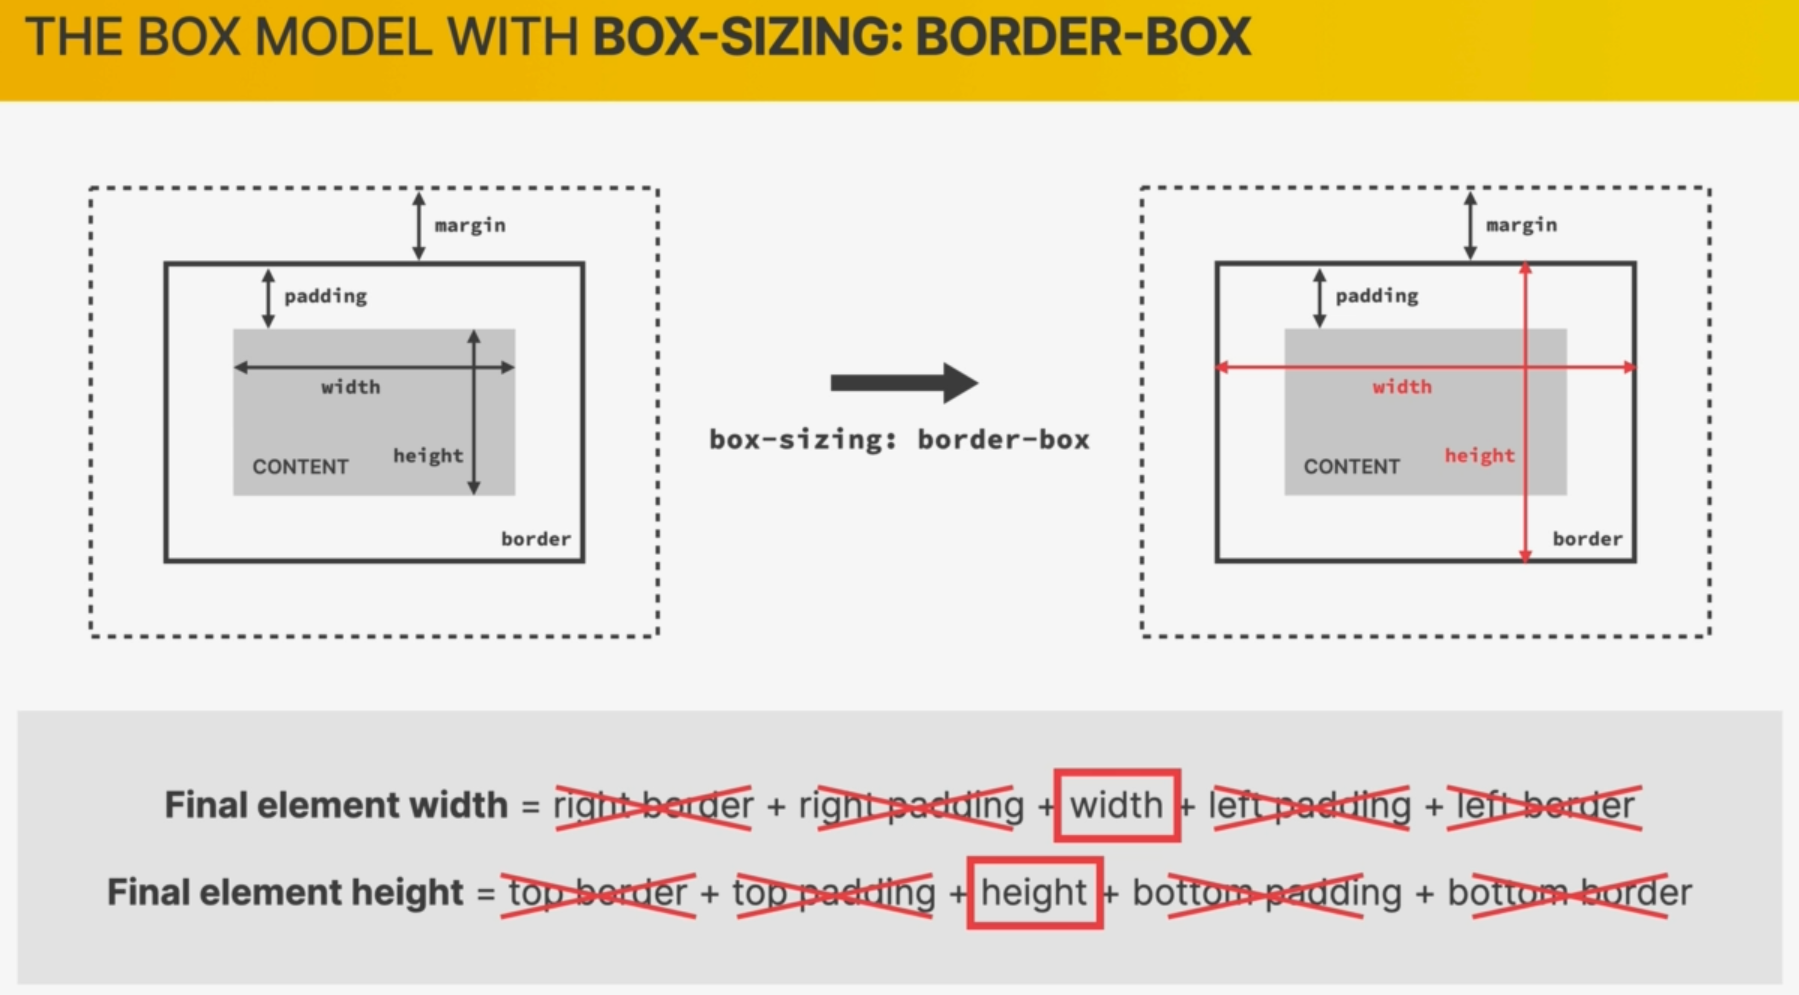 THE BOX MODEL WITH BOX-SIZING: BORDER-BOX
margin
padding
width
height
CONTENT
border
box-sizing: border-box
margin
padding
width
height
CONTENT
border
Final element width = right border + right padding + width + left padding + left border
Final element height = top border + top padding + height + bottom padding + bottom border